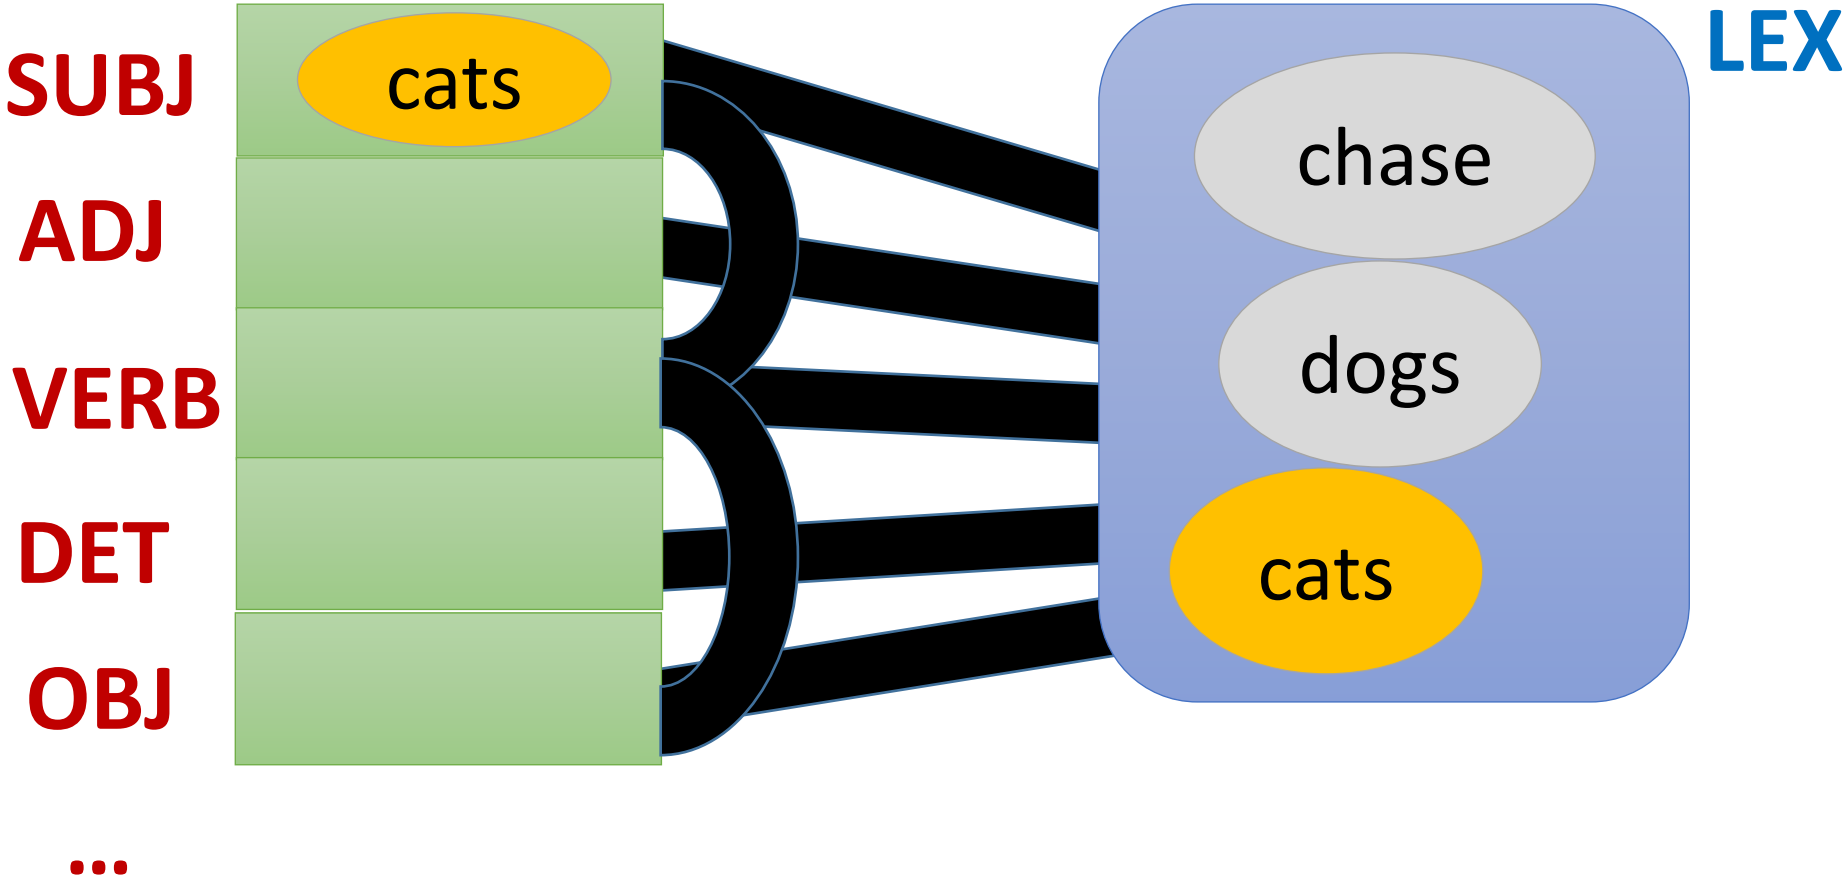 SUBJ
cats
LEX
chase
ADJ
VERB
dogs
DET
cats
OBJ
...